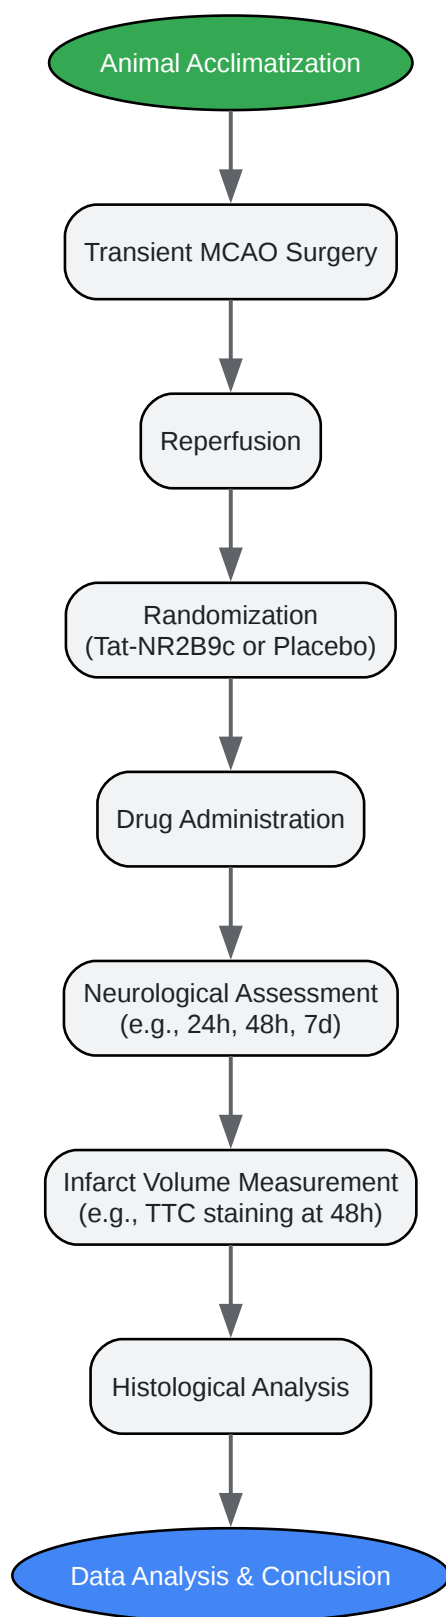 Animal Acclimatization
Transient MCAO Surgery
Reperfusion
Randomization
(Tat-NR2B9c or Placebo)
Drug Administration
Neurological Assessment
(e.g., 24h, 48h, 7d)
Infarct Volume Measurement
(e.g., TTC staining at 48h)
Histological Analysis
Data Analysis & Conclusion